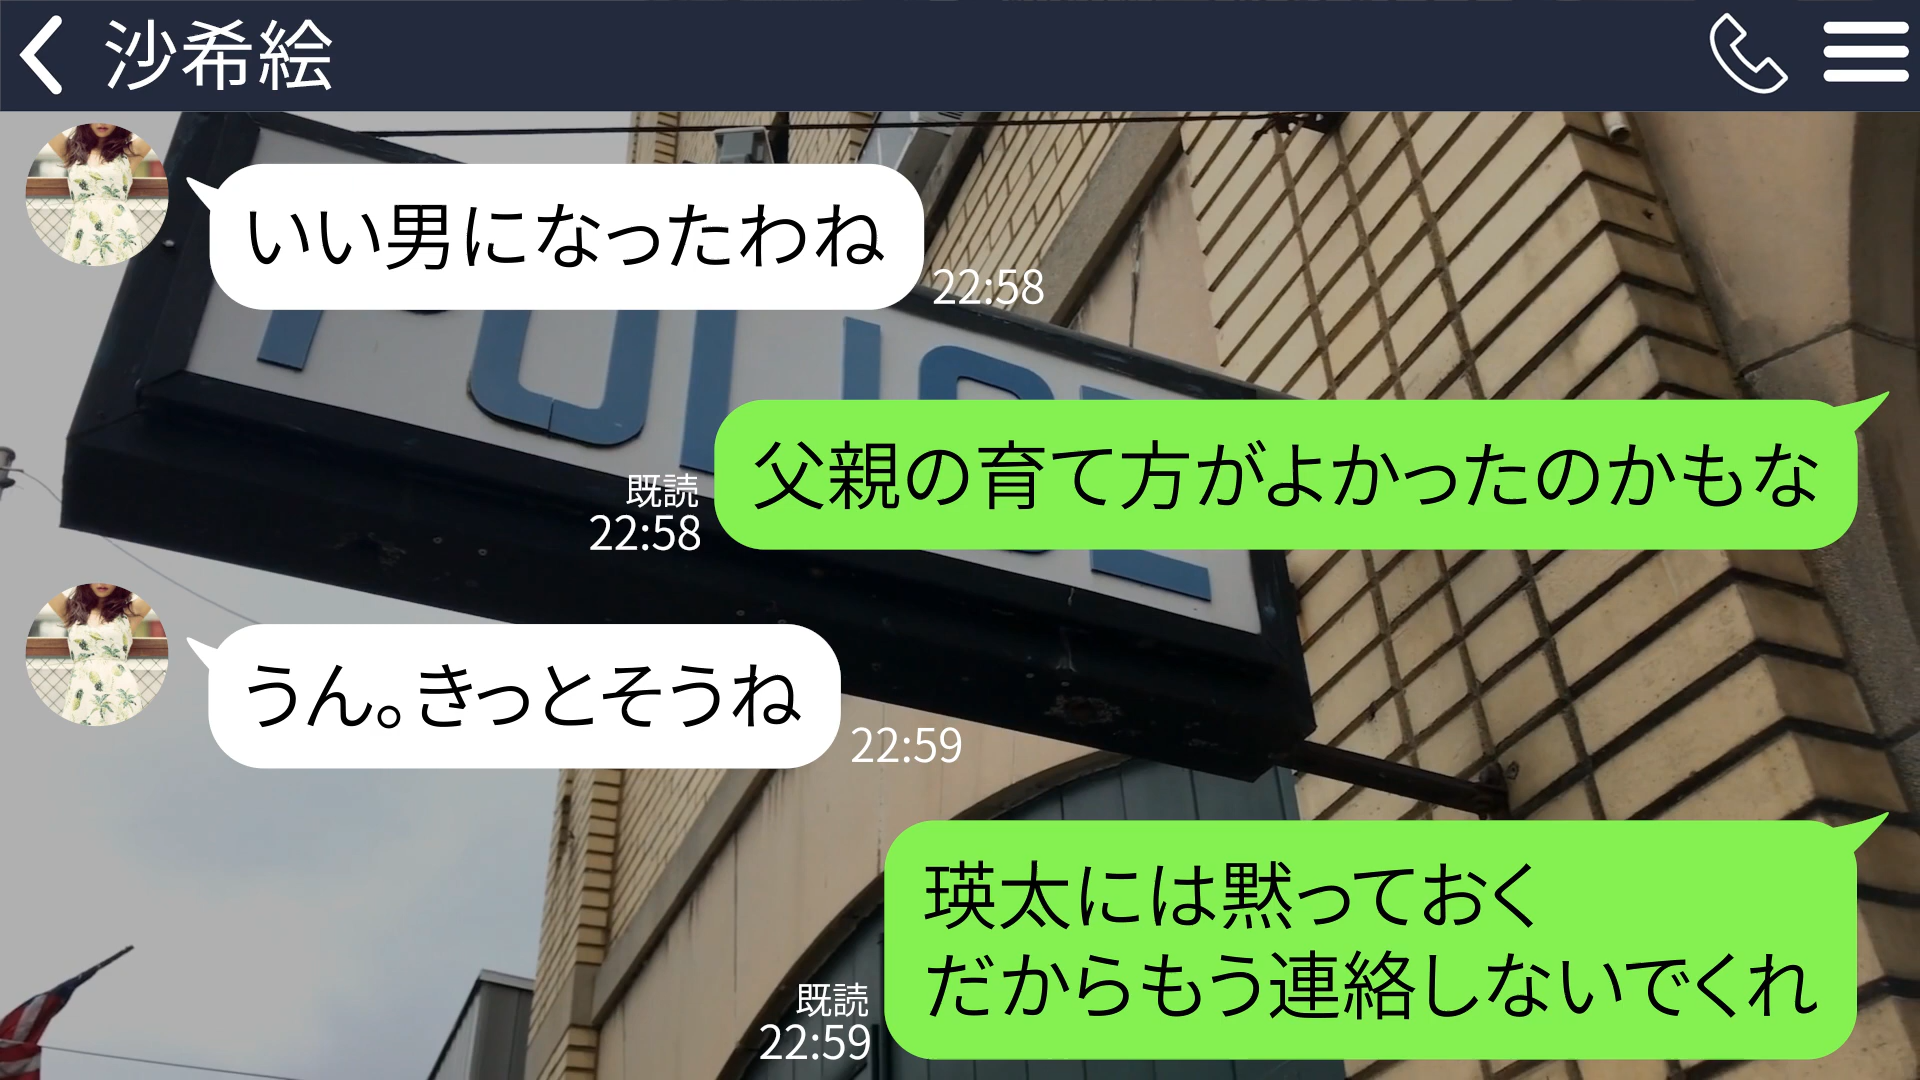 沙希絵
いい男になったわね
22:58
POLICE
父親の育て方がよかったのかもな
既読
22:58
うん。きっとそうね
22:59
瑛太には黙っておく
だからもう連絡しないでくれ
既読
22:59